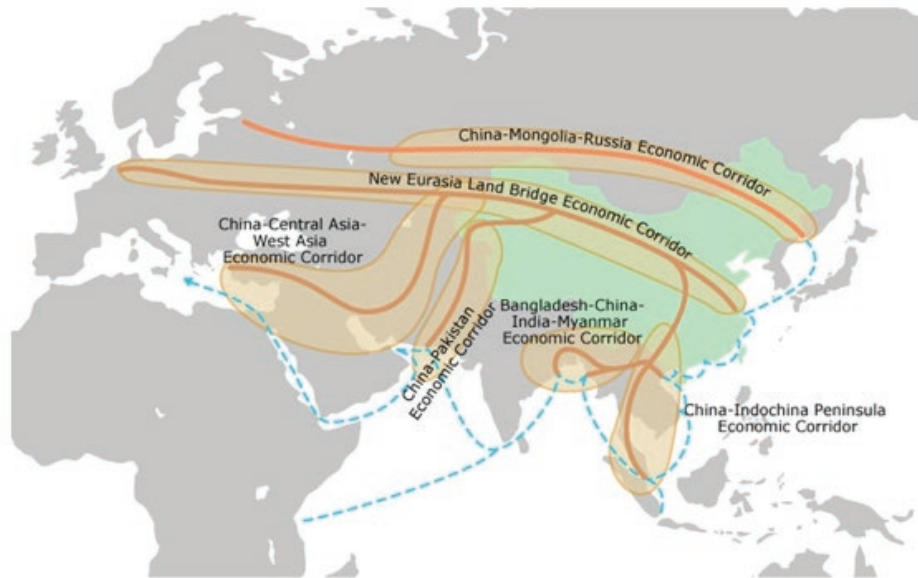 China-Mongolia-Russia Economic Corridor
New Eurasia Land Bridge Economic Corridor
China-Central Asia-
West Asia
Economic Corridor
Bangladesh-China-
India-Myanmar
Economic Corridor
China-Pakistan
Economic Corridor
China-Indochina Peninsula
Economic Corridor